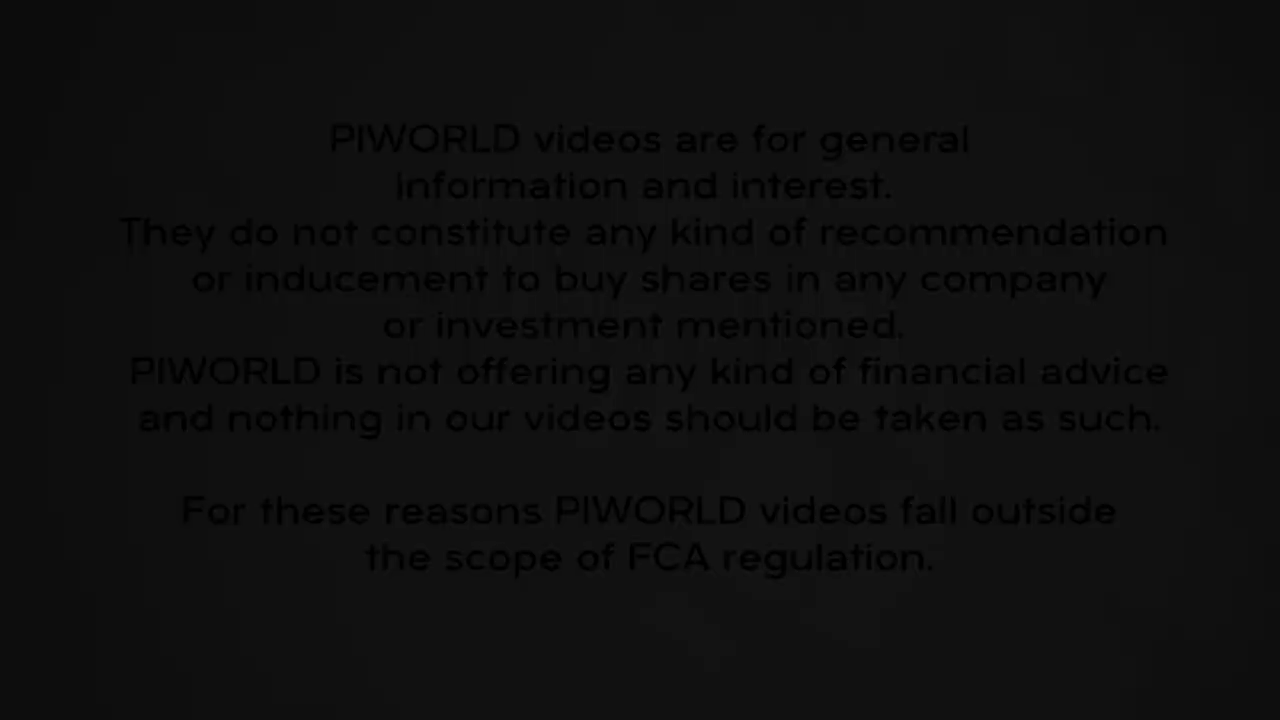 PIWORLD videos are for general
information and interest.
They do not constitute any kind of recommendation
or inducement to buy shares in any company
or investment mentioned.
PIWORLD is not offering any kind of financial advice
and nothing in our videos should be taken as such.
For these reasons PIWORLD videos fall outside
the scope of FCA regulation.